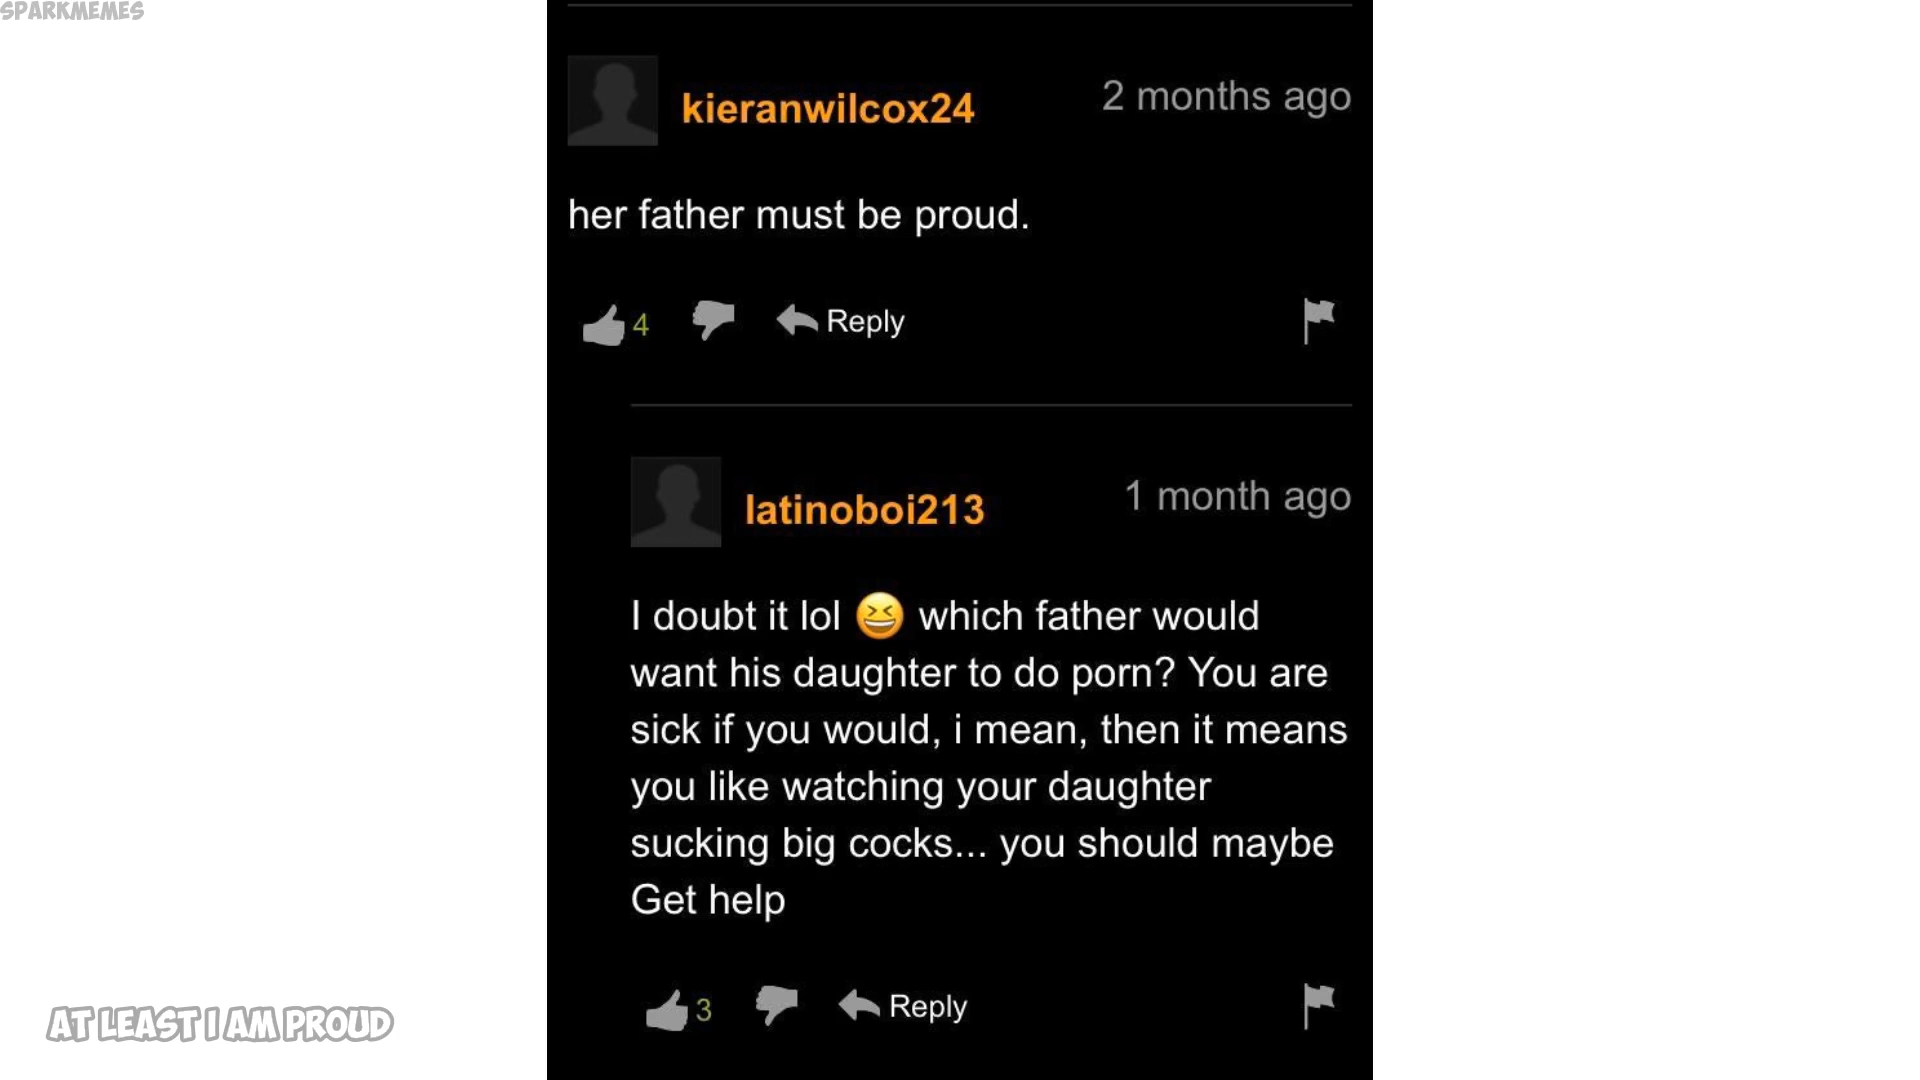 SPARKMEMES
kieranwilcox24
2 months ago
her father must be proud.
4
Reply
latinoboi213
1 month ago
I doubt it lol 😆 which father would
want his daughter to do porn? You are
sick if you would, i mean, then it means
you like watching your daughter
sucking big cocks... you should maybe
Get help
3
Reply
AT LEAST I AM PROUD